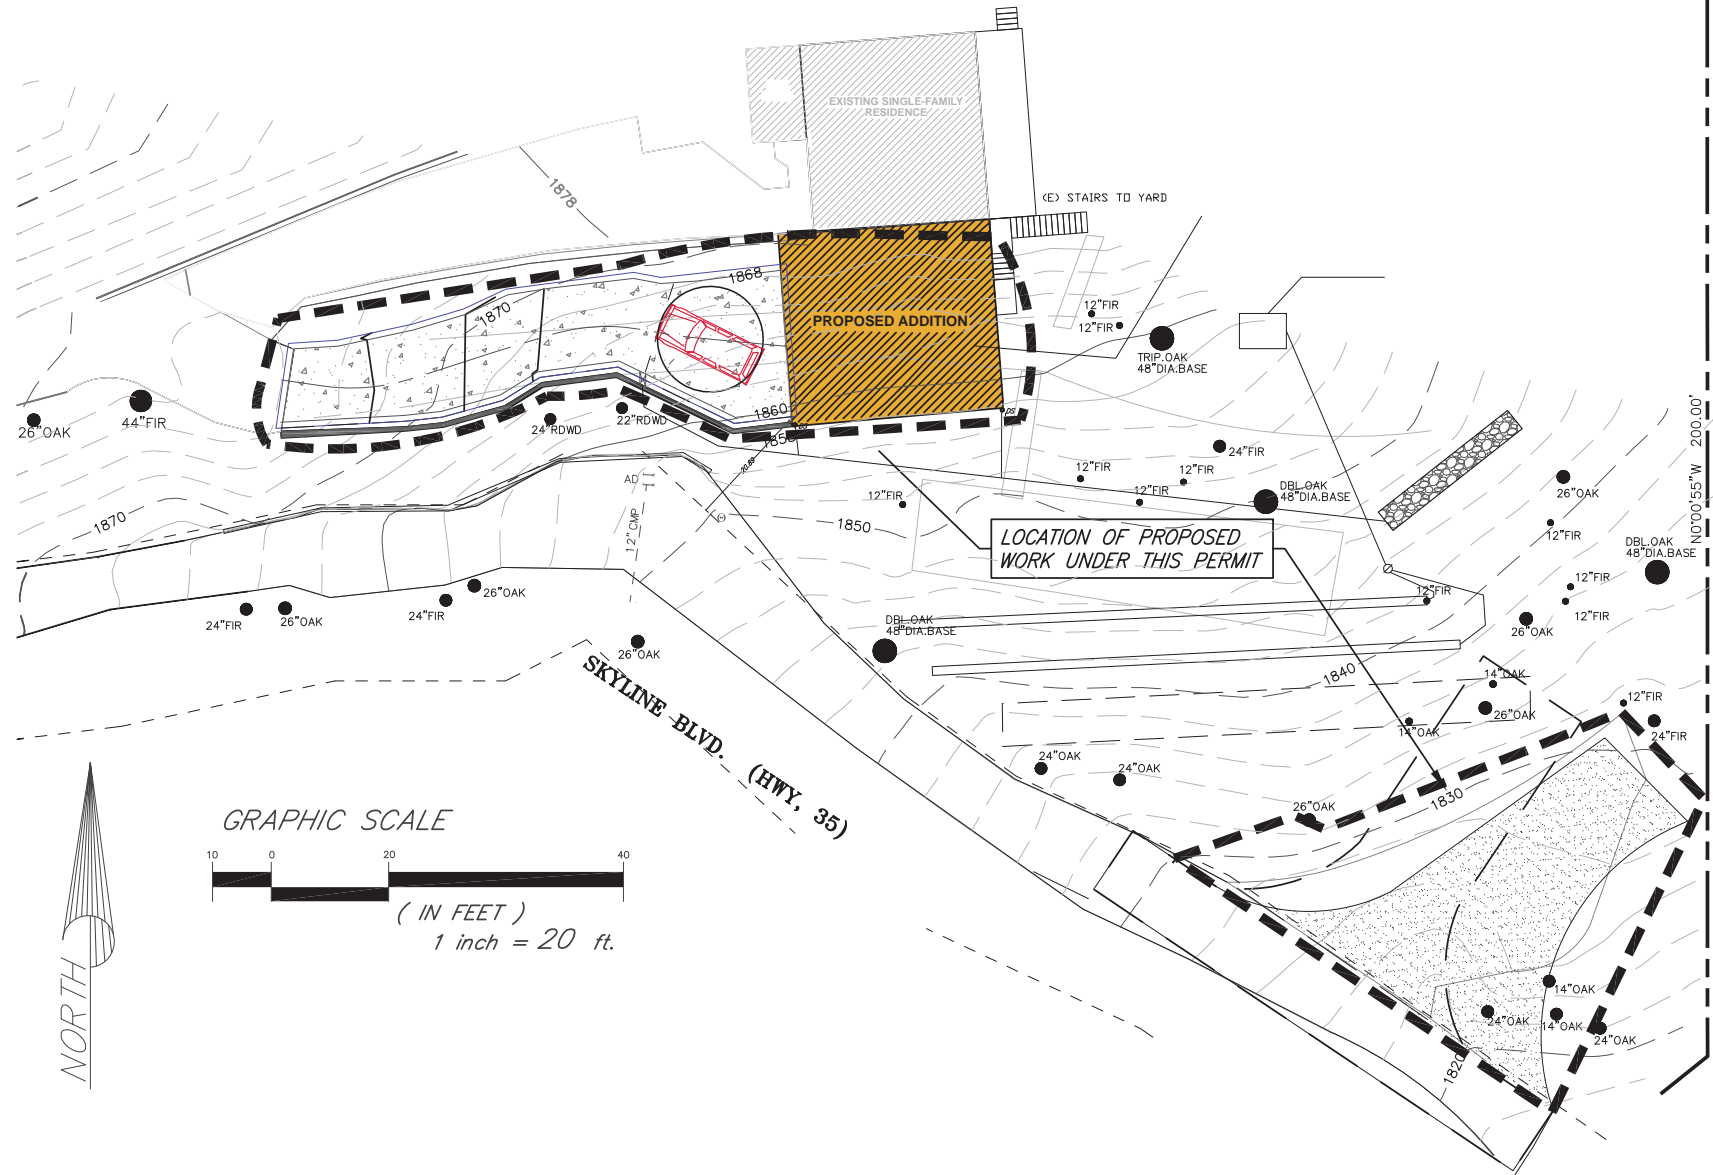 EXISTING SINGLE-FAMILY
RESIDENCE
1878
(E) STAIRS TO YARD
1868
1870
PROPOSED ADDITION
12"FIR
12"FIR
TRIP.OAK
48"DIA.BASE
N0°00'55"W 200.00'
26"OAK
44"FIR
24"RDWD
22"RDWD
1860
DS
24"FIR
12"FIR
12"FIR
12"FIR
12"FIR
DBL.OAK
48"DIA.BASE
26"OAK
AD
20.89
1870
12"CMP
1850
LOCATION OF PROPOSED
WORK UNDER THIS PERMIT
12"FIR
DBL.OAK
48"DIA.BASE
12"FIR
12"FIR
12"FIR
26"OAK
24"FIR
26"OAK
24"FIR
26"OAK
26"OAK
DBL.OAK
48"DIA.BASE
SKYLINE BLVD. (HWY, 35)
1840
14"OAK
26"OAK
14"OAK
12"FIR
24"FIR
24"OAK
24"OAK
26"OAK
1830
GRAPHIC SCALE
10 0 20 40
( IN FEET )
1 inch = 20 ft.
NORTH
14"OAK
24"OAK
14"OAK
24"OAK
1820